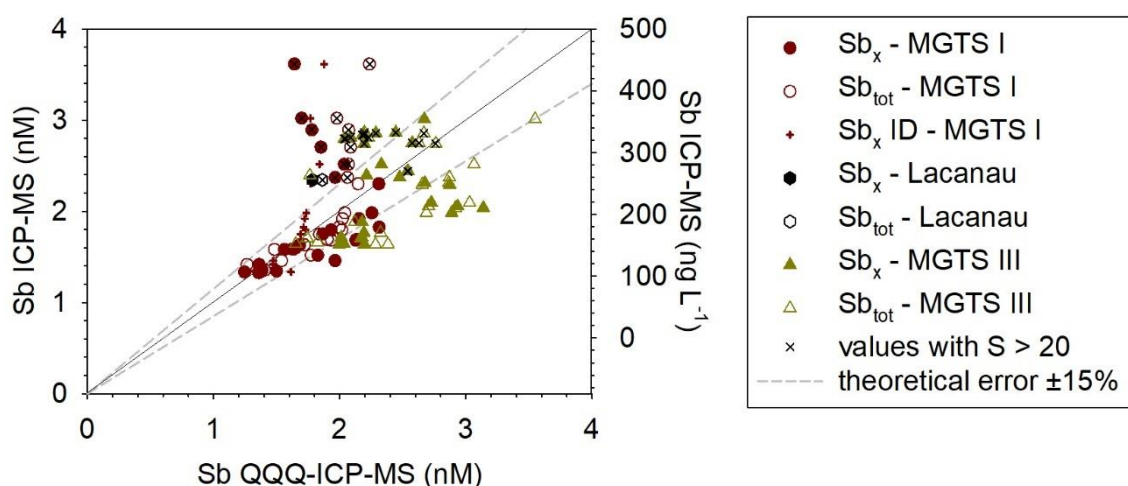 4
3
2
1
0
Sb ICP-MS (nM)
500
400
300
200
100
0
Sb ICP-MS (ng L-1)
0 1 2 3 4
Sb QQQ-ICP-MS (nM)
Sbx - MGTS I
Sbtot - MGTS I
Sbx ID - MGTS I
Sbx - Lacanau
Sbtot - Lacanau
Sbx - MGTS III
Sbtot - MGTS III
values with S > 20
theoretical error ±15%